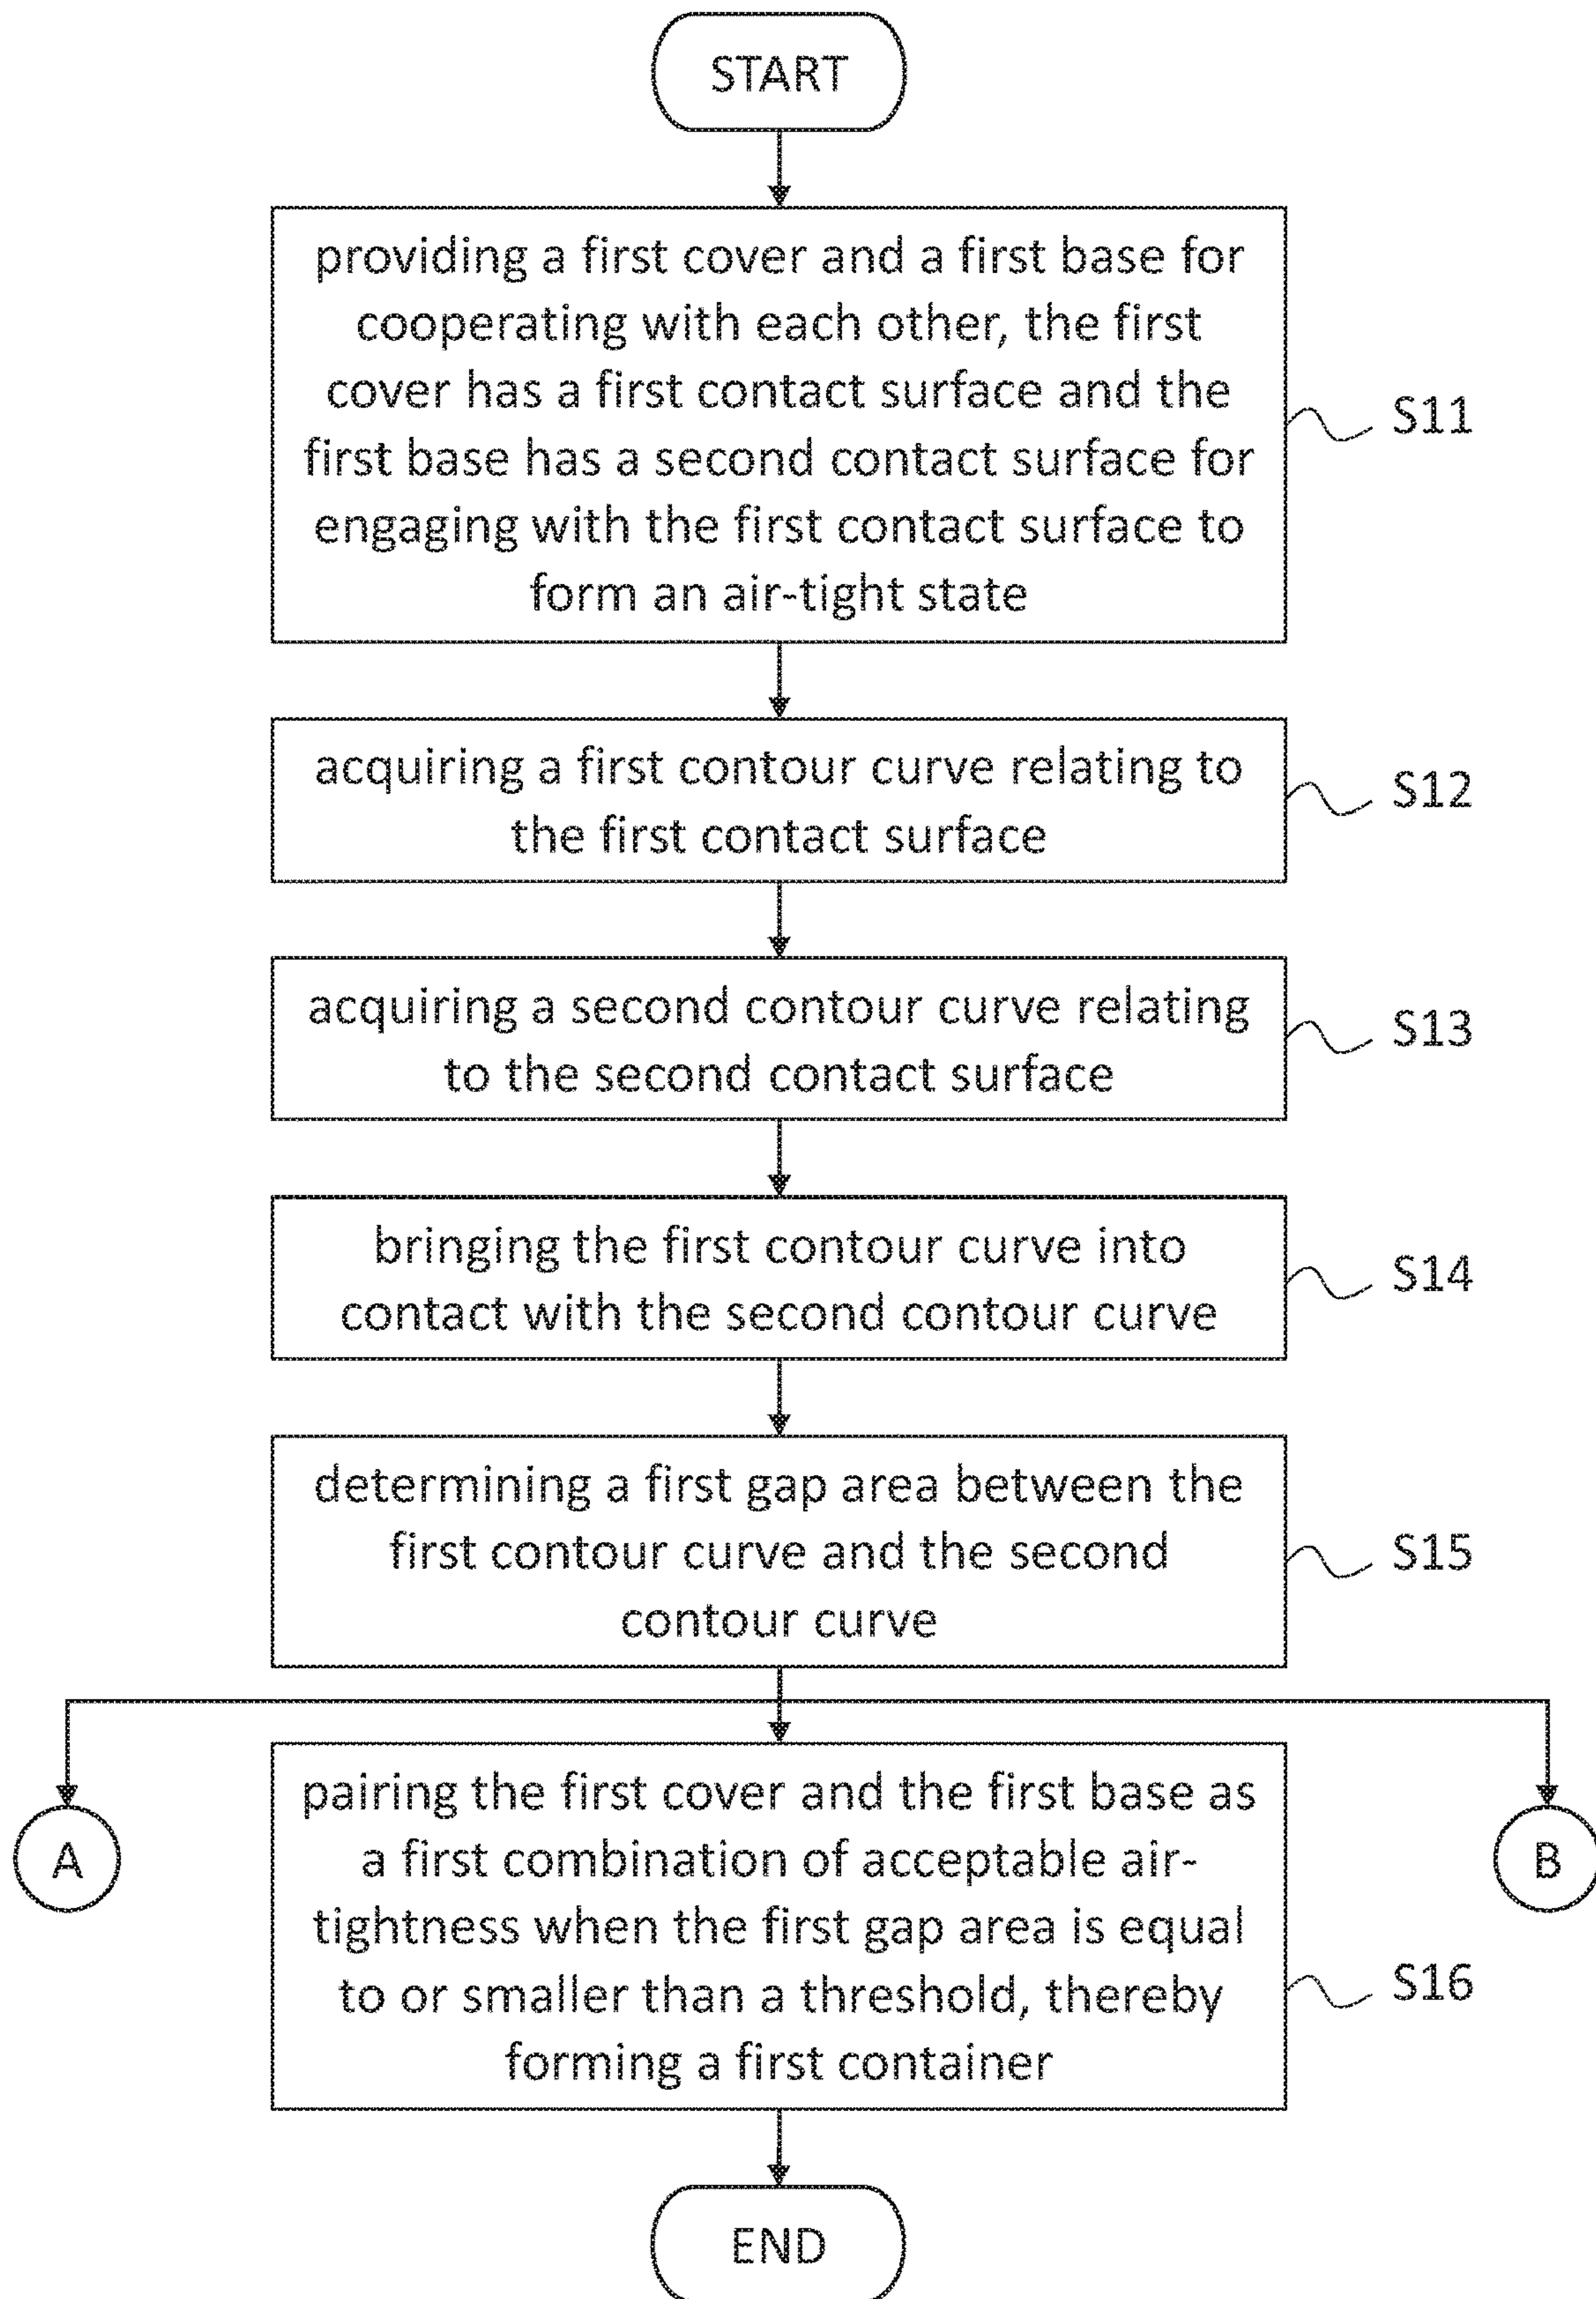 START
providing a first cover and a first base for
cooperating with each other, the first
cover has a first contact surface and the
first base has a second contact surface for
engaging with the first contact surface to
form an air-tight state
S11
acquiring a first contour curve relating to
the first contact surface
S12
acquiring a second contour curve relating
to the second contact surface
S13
bringing the first contour curve into
contact with the second contour curve
S14
determining a first gap area between the
first contour curve and the second
contour curve
S15
A
pairing the first cover and the first base as
a first combination of acceptable air-
tightness when the first gap area is equal
to or smaller than a threshold, thereby
forming a first container
S16
B
END